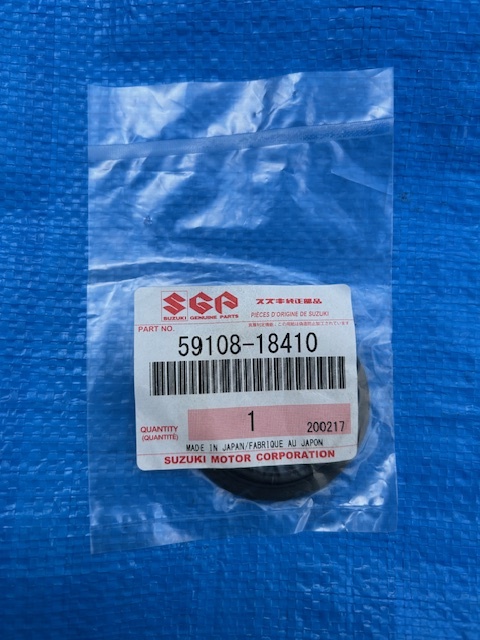 SGP スズキ純正部品
SUZUKI GENUINE PARTS PIECES D'ORIGINE DE SUZUKI
PART NO.
59108-18410
QUANTITY 1 200217
(QUANTITÉ)
MADE IN JAPAN/FABRIQUE AU JAPON
SUZUKI MOTOR CORPORATION